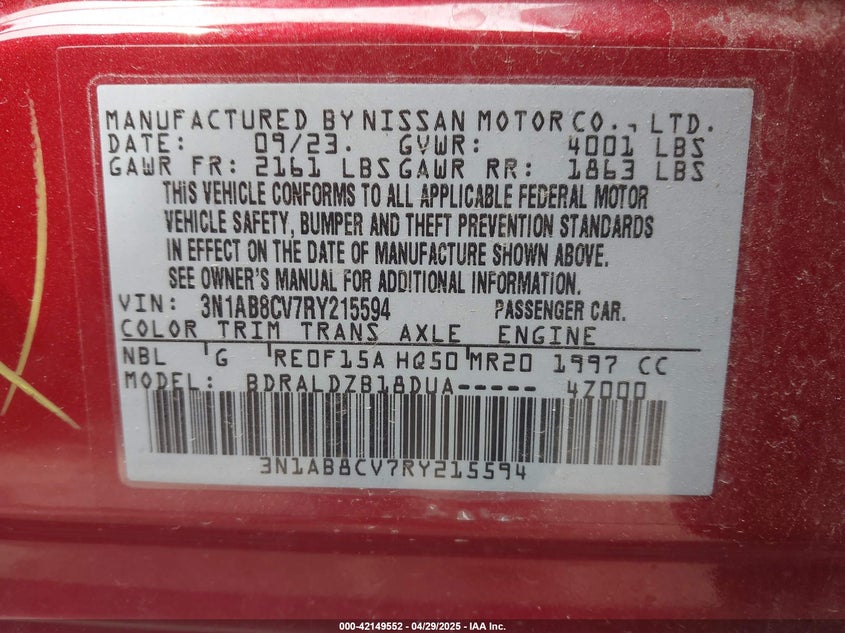 MANUFACTURED BY NISSAN MOTOR CO., LTD.
DATE: 09/23. GVWR: 4001 LBS
GAWR FR: 2161 LBS GAWR RR: 1863 LBS
THIS VEHICLE CONFORMS TO ALL APPLICABLE FEDERAL MOTOR
VEHICLE SAFETY, BUMPER AND THEFT PREVENTION STANDARDS
IN EFFECT ON THE DATE OF MANUFACTURE SHOWN ABOVE.
SEE OWNER'S MANUAL FOR ADDITIONAL INFORMATION.
VIN: 3N1AB8CV7RY215594 PASSENGER CAR.
COLOR TRIM TRANS AXLE ENGINE
NBL G RE0F15A HQ50 MR20 1997 CC
MODEL: BDRALDZB18DUA----- 4Z000
3N1AB8CV7RY215594
000-42149552 - 04/29/2025 - IAA Inc.